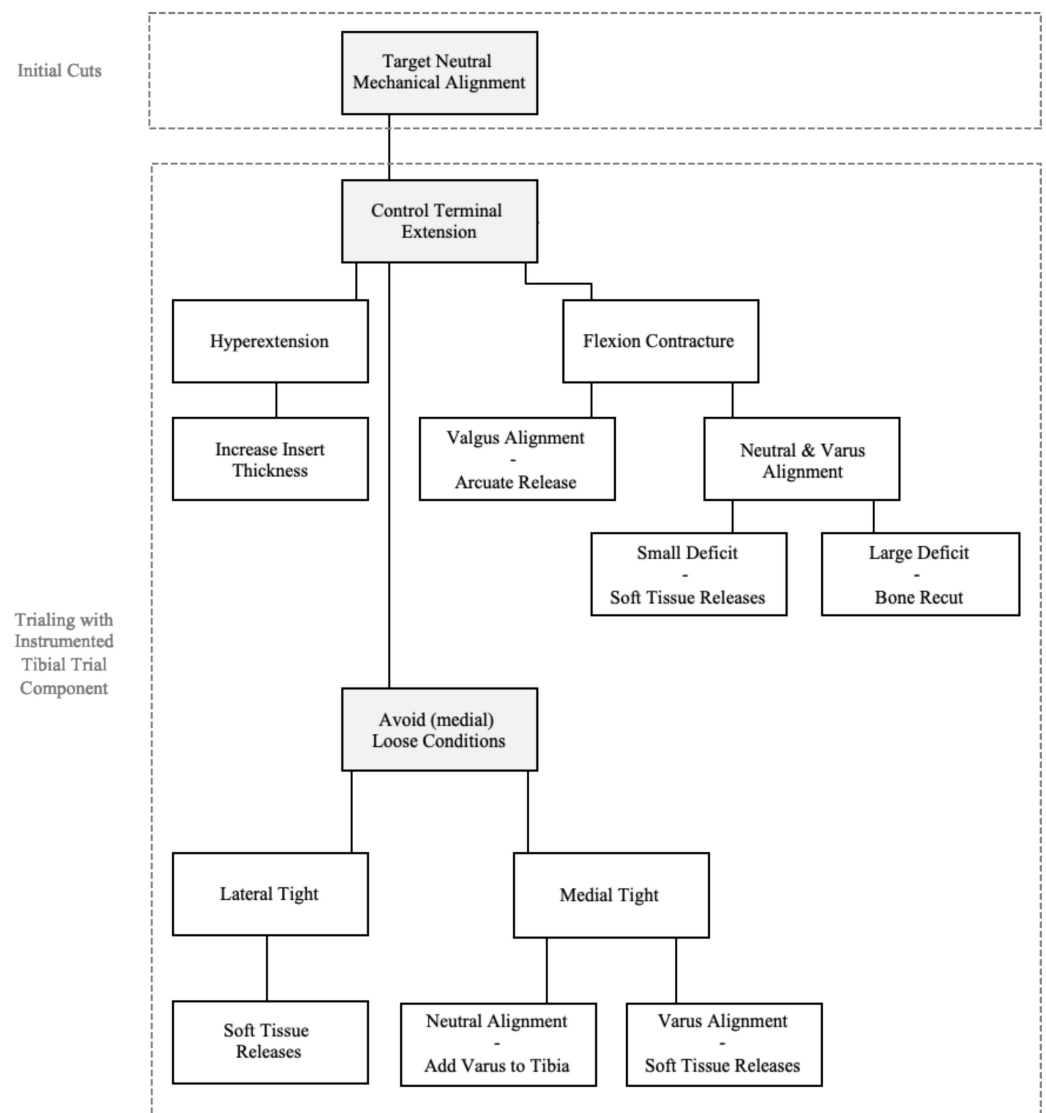 Initial Cuts
Target Neutral
Mechanical Alignment
Control Terminal
Extension
Hyperextension
Flexion Contracture
Increase Insert
Thickness
Valgus Alignment
-
Arcuate Release
Neutral & Varus
Alignment
Small Deficit
-
Soft Tissue Releases
Large Deficit
-
Bone Recut
Trialing with
Instrumented
Tibial Trial
Component
Avoid (medial)
Loose Conditions
Lateral Tight
Medial Tight
Soft Tissue
Releases
Neutral Alignment
-
Add Varus to Tibia
Varus Alignment
-
Soft Tissue Releases